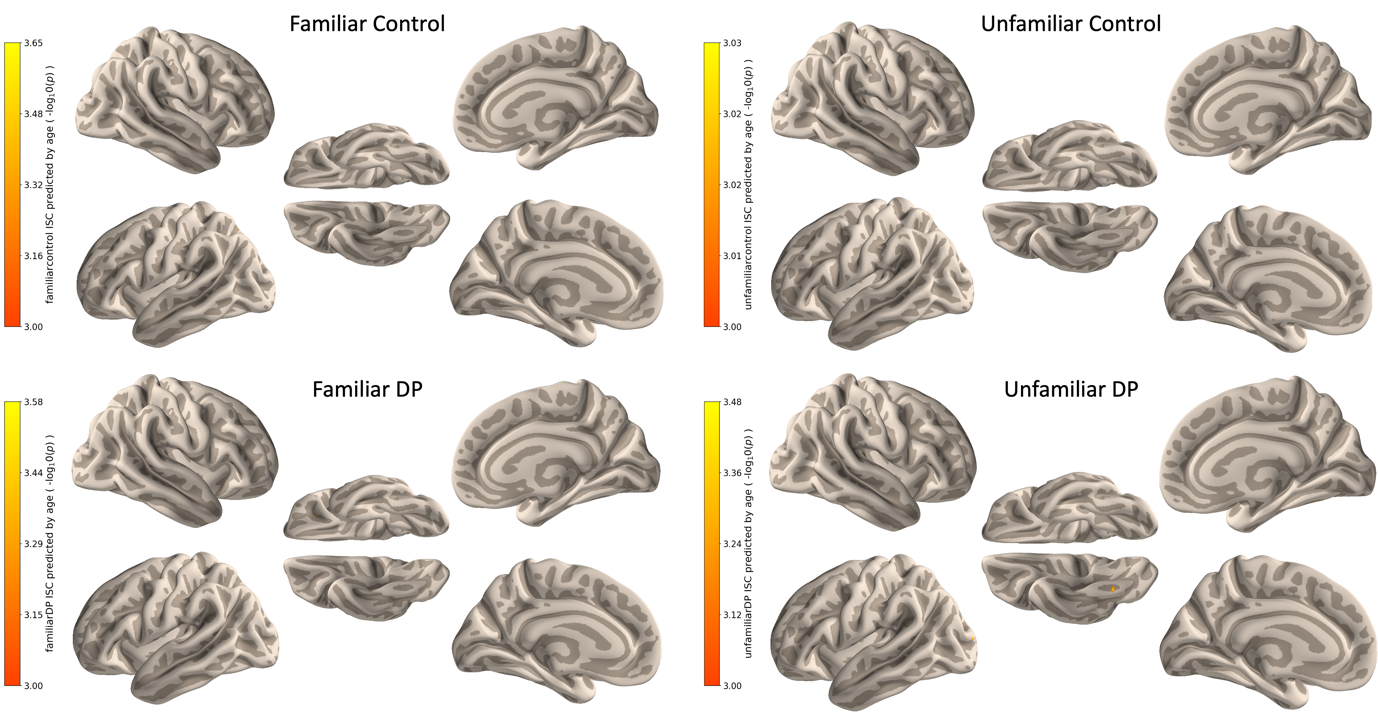 Familiar Control
3.65
3.48
3.32
3.16
3.00
familiarcontrol ISC predicted by age ( -log₁0(p) )
Unfamiliar Control
3.03
3.02
3.02
3.01
3.00
unfamiliarcontrol ISC predicted by age ( -log₁0(p) )
Familiar DP
3.58
3.44
3.29
3.15
3.00
familiarDP ISC predicted by age ( -log₁0(p) )
Unfamiliar DP
3.48
3.36
3.24
3.12
3.00
unfamiliarDP ISC predicted by age ( -log₁0(p) )